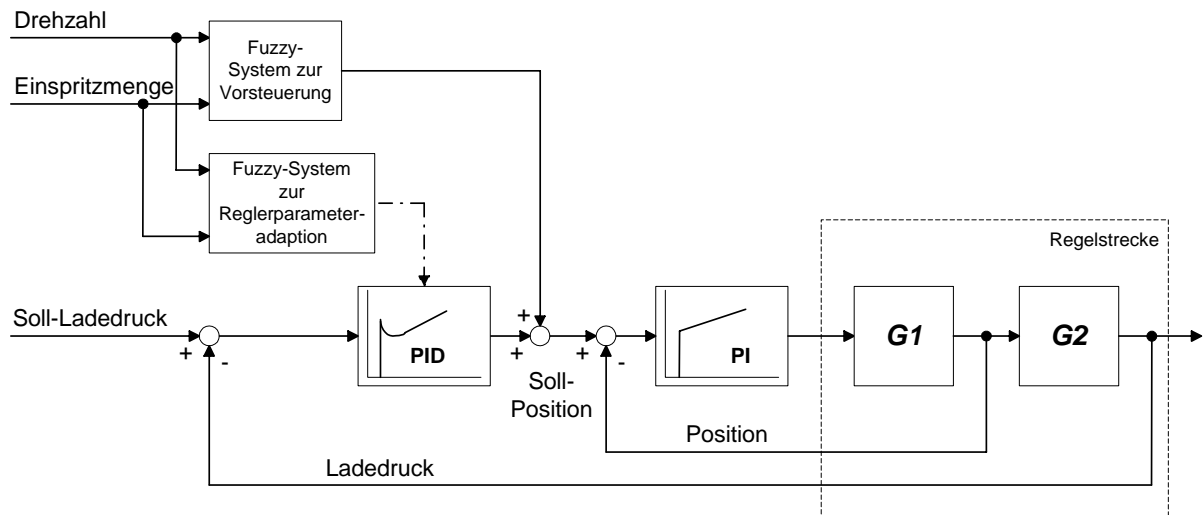 Drehzahl
Einspritzmenge
Fuzzy-
System zur
Vorsteuerung
Fuzzy-System
zur
Reglerparameter-
adaption
Regelstrecke
Soll-Ladedruck
+
-
PID
+
+
Soll-
Position
+
-
PI
G1
G2
Position
Ladedruck